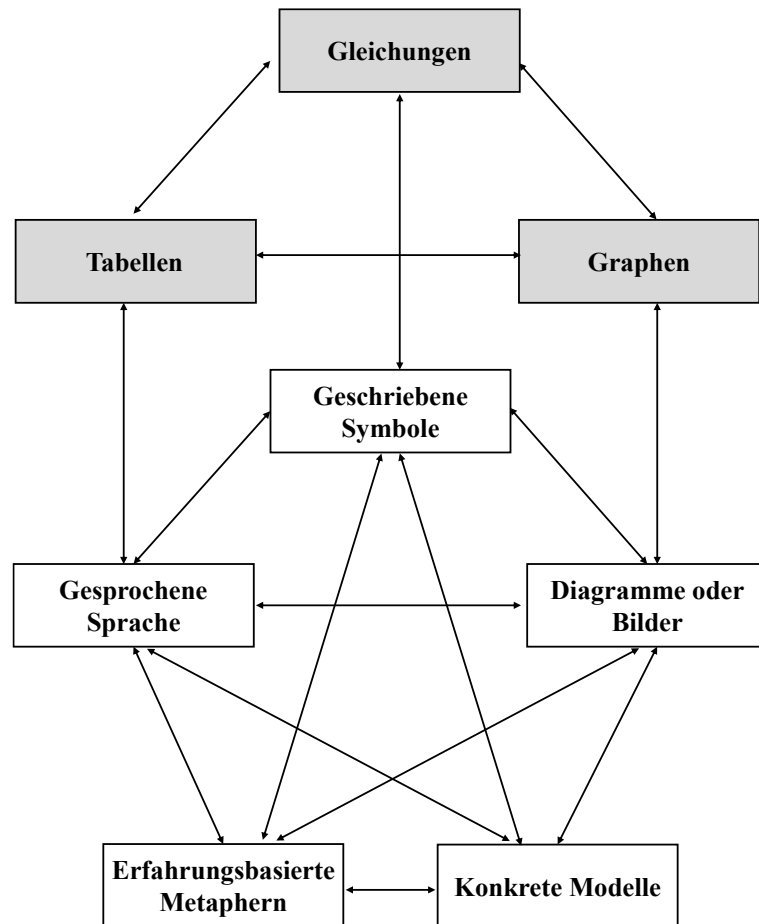 Gleichungen
Tabellen
Graphen
Geschriebene
Symbole
Gesprochene
Sprache
Diagramme oder
Bilder
Erfahrungsbasierte
Metaphern
Konkrete Modelle